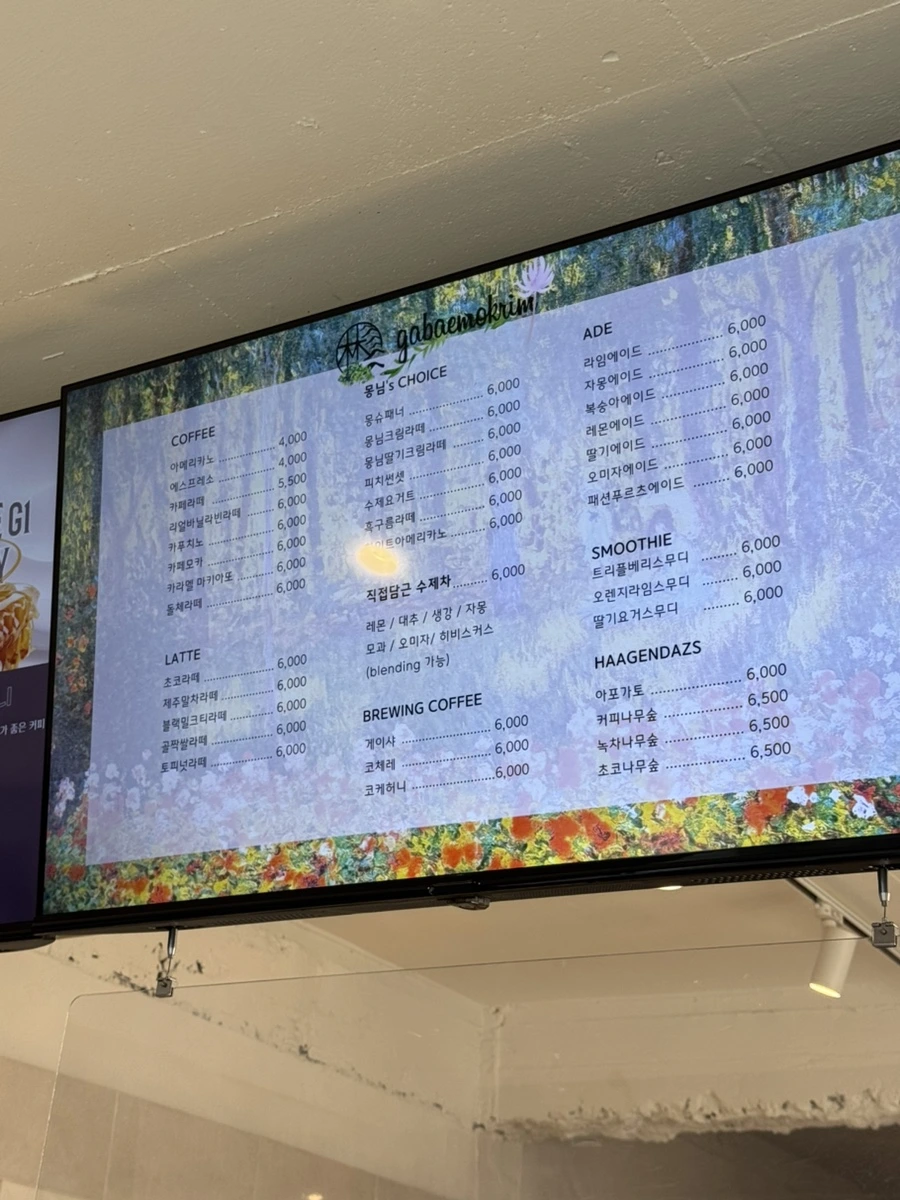 gabaemokrim
COFFEE
아메리카노 4,000
에스프레소 4,000
카페라떼 5,500
리얼바닐라빈라떼 6,000
카푸치노 6,000
카페모카 6,000
카라멜 마키아또 6,000
돌체라떼 6,000
LATTE
초코라떼 6,000
제주말차라떼 6,000
블랙밀크티라떼 6,000
골짝쌀라떼 6,000
토피넛라떼 6,000
몽님's CHOICE
몽슈패너 6,000
몽님크림라떼 6,000
몽님딸기크림라떼 6,000
피치썬셋 6,000
수제요거트 6,000
흑구름라떼 6,000
이트아메리카노 6,000
직접담근 수제차 6,000
레몬 / 대추 / 생강 / 자몽
모과 / 오미자/ 히비스커스
(blending 가능)
BREWING COFFEE
게이샤 6,000
코체레 6,000
코케허니 6,000
ADE
라임에이드 6,000
자몽에이드 6,000
복숭아에이드 6,000
레몬에이드 6,000
딸기에이드 6,000
오미자에이드 6,000
패션푸르츠에이드 6,000
SMOOTHIE
트리플베리스무디 6,000
오렌지라임스무디 6,000
딸기요거스무디 6,000
HAAGENDAZS
아포가토 6,000
커피나무숲 6,500
녹차나무숲 6,500
초코나무숲 6,500
G1
가 좋은 커피